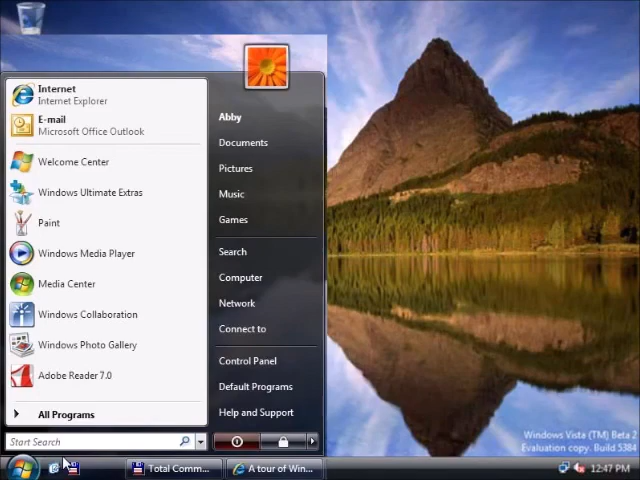 Internet
Internet Explorer
E-mail
Microsoft Office Outlook
Welcome Center
Windows Ultimate Extras
Paint
Windows Media Player
Media Center
Windows Collaboration
Windows Photo Gallery
Adobe Reader 7.0
All Programs
Start Search
Abby
Documents
Pictures
Music
Games
Search
Computer
Network
Connect to
Control Panel
Default Programs
Help and Support
Windows Vista (TM) Beta 2
Evaluation copy. Build 5384
Total Comm...
A tour of Win...
12:47 PM